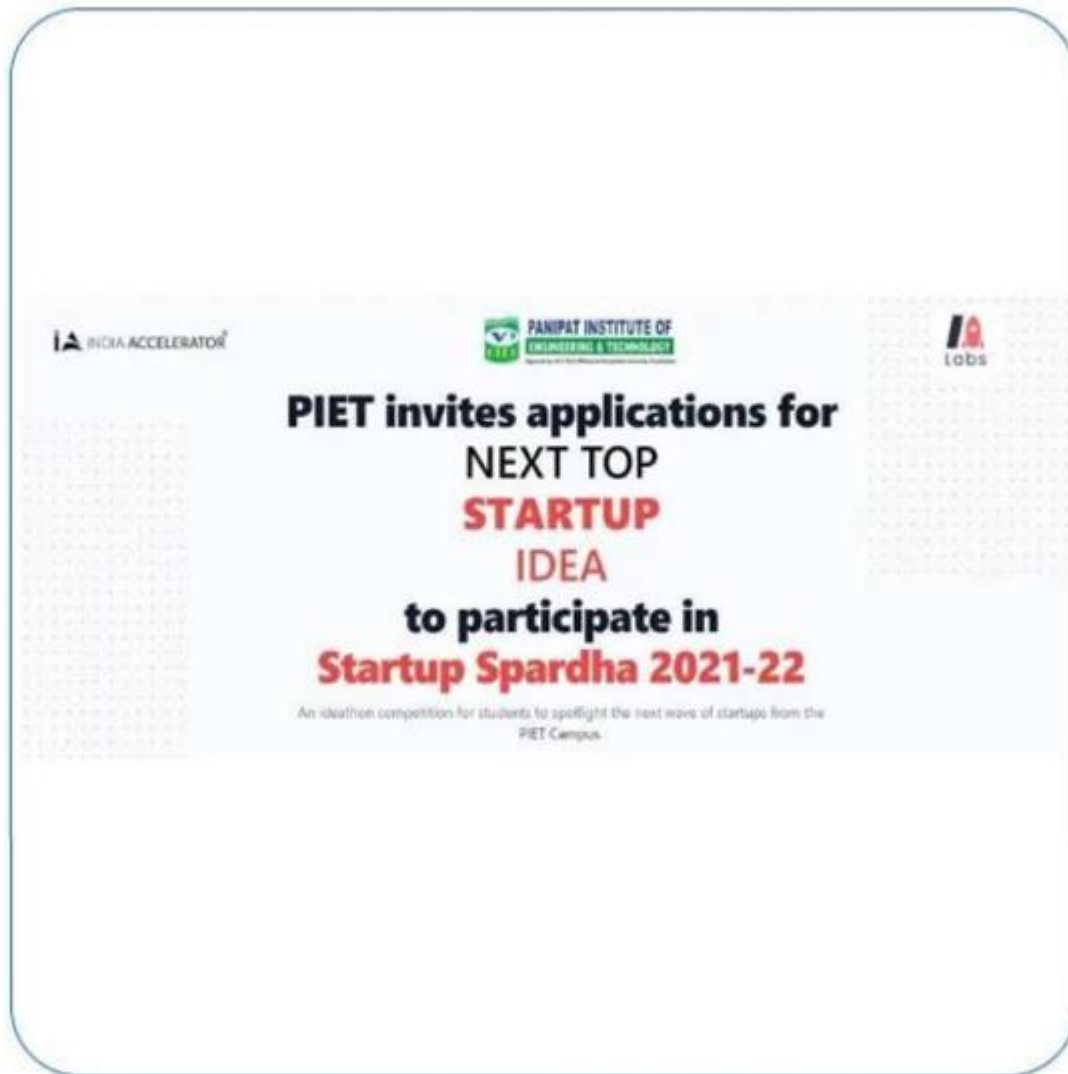 iA INDIA ACCELERATOR
PANIPAT INSTITUTE OF
ENGINEERING & TECHNOLOGY
IA
Labs
PIET invites applications for
NEXT TOP
STARTUP
IDEA
to participate in
Startup Spardha 2021-22
An ideathon competition for students to spotlight the next wave of startups from the
PIET Campus